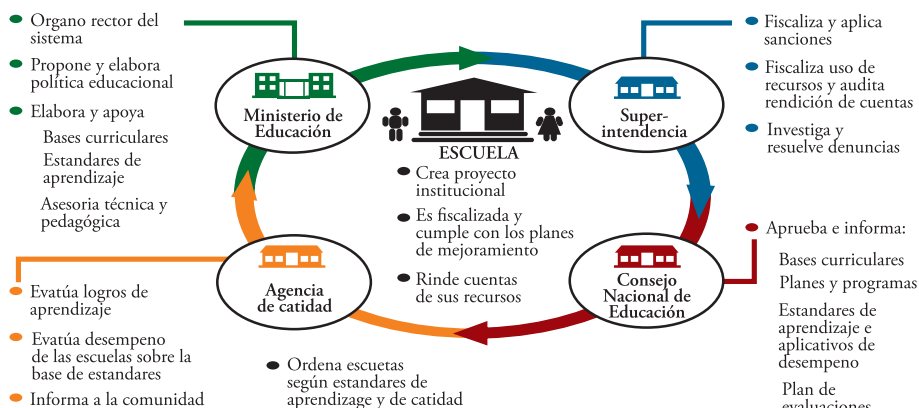 Organo rector del
sistema
Propone y elabora
política educacional
Elabora y apoya
Bases curriculares
Estandares de
aprendizaje
Asesoria técnica y
pedagógica
Ministerio de
Educación
ESCUELA
Crea proyecto
institucional
Es fiscalizada y
cumple con los planes
de mejoramiento
Rinde cuentas
de sus recursos
Super-
intendencia
Fiscaliza y aplica
sanciones
Fiscaliza uso de
recursos y audita
rendición de cuentas
Investiga y
resuelve denuncias
Consejo
Nacional de
Educación
Aprueba e informa:
Bases curriculares
Planes y programas
Estandares de
aprendizaje e
aplicativos de
desempeno
Plan de
evaluaciones
Agencia
de catidad
Evatúa logros de
aprendizaje
Evatúa desempeno
de las escuelas sobre la
base de estandares
Informa a la comunidad
Ordena escuetas
según estandares de
aprendizage y de catidad